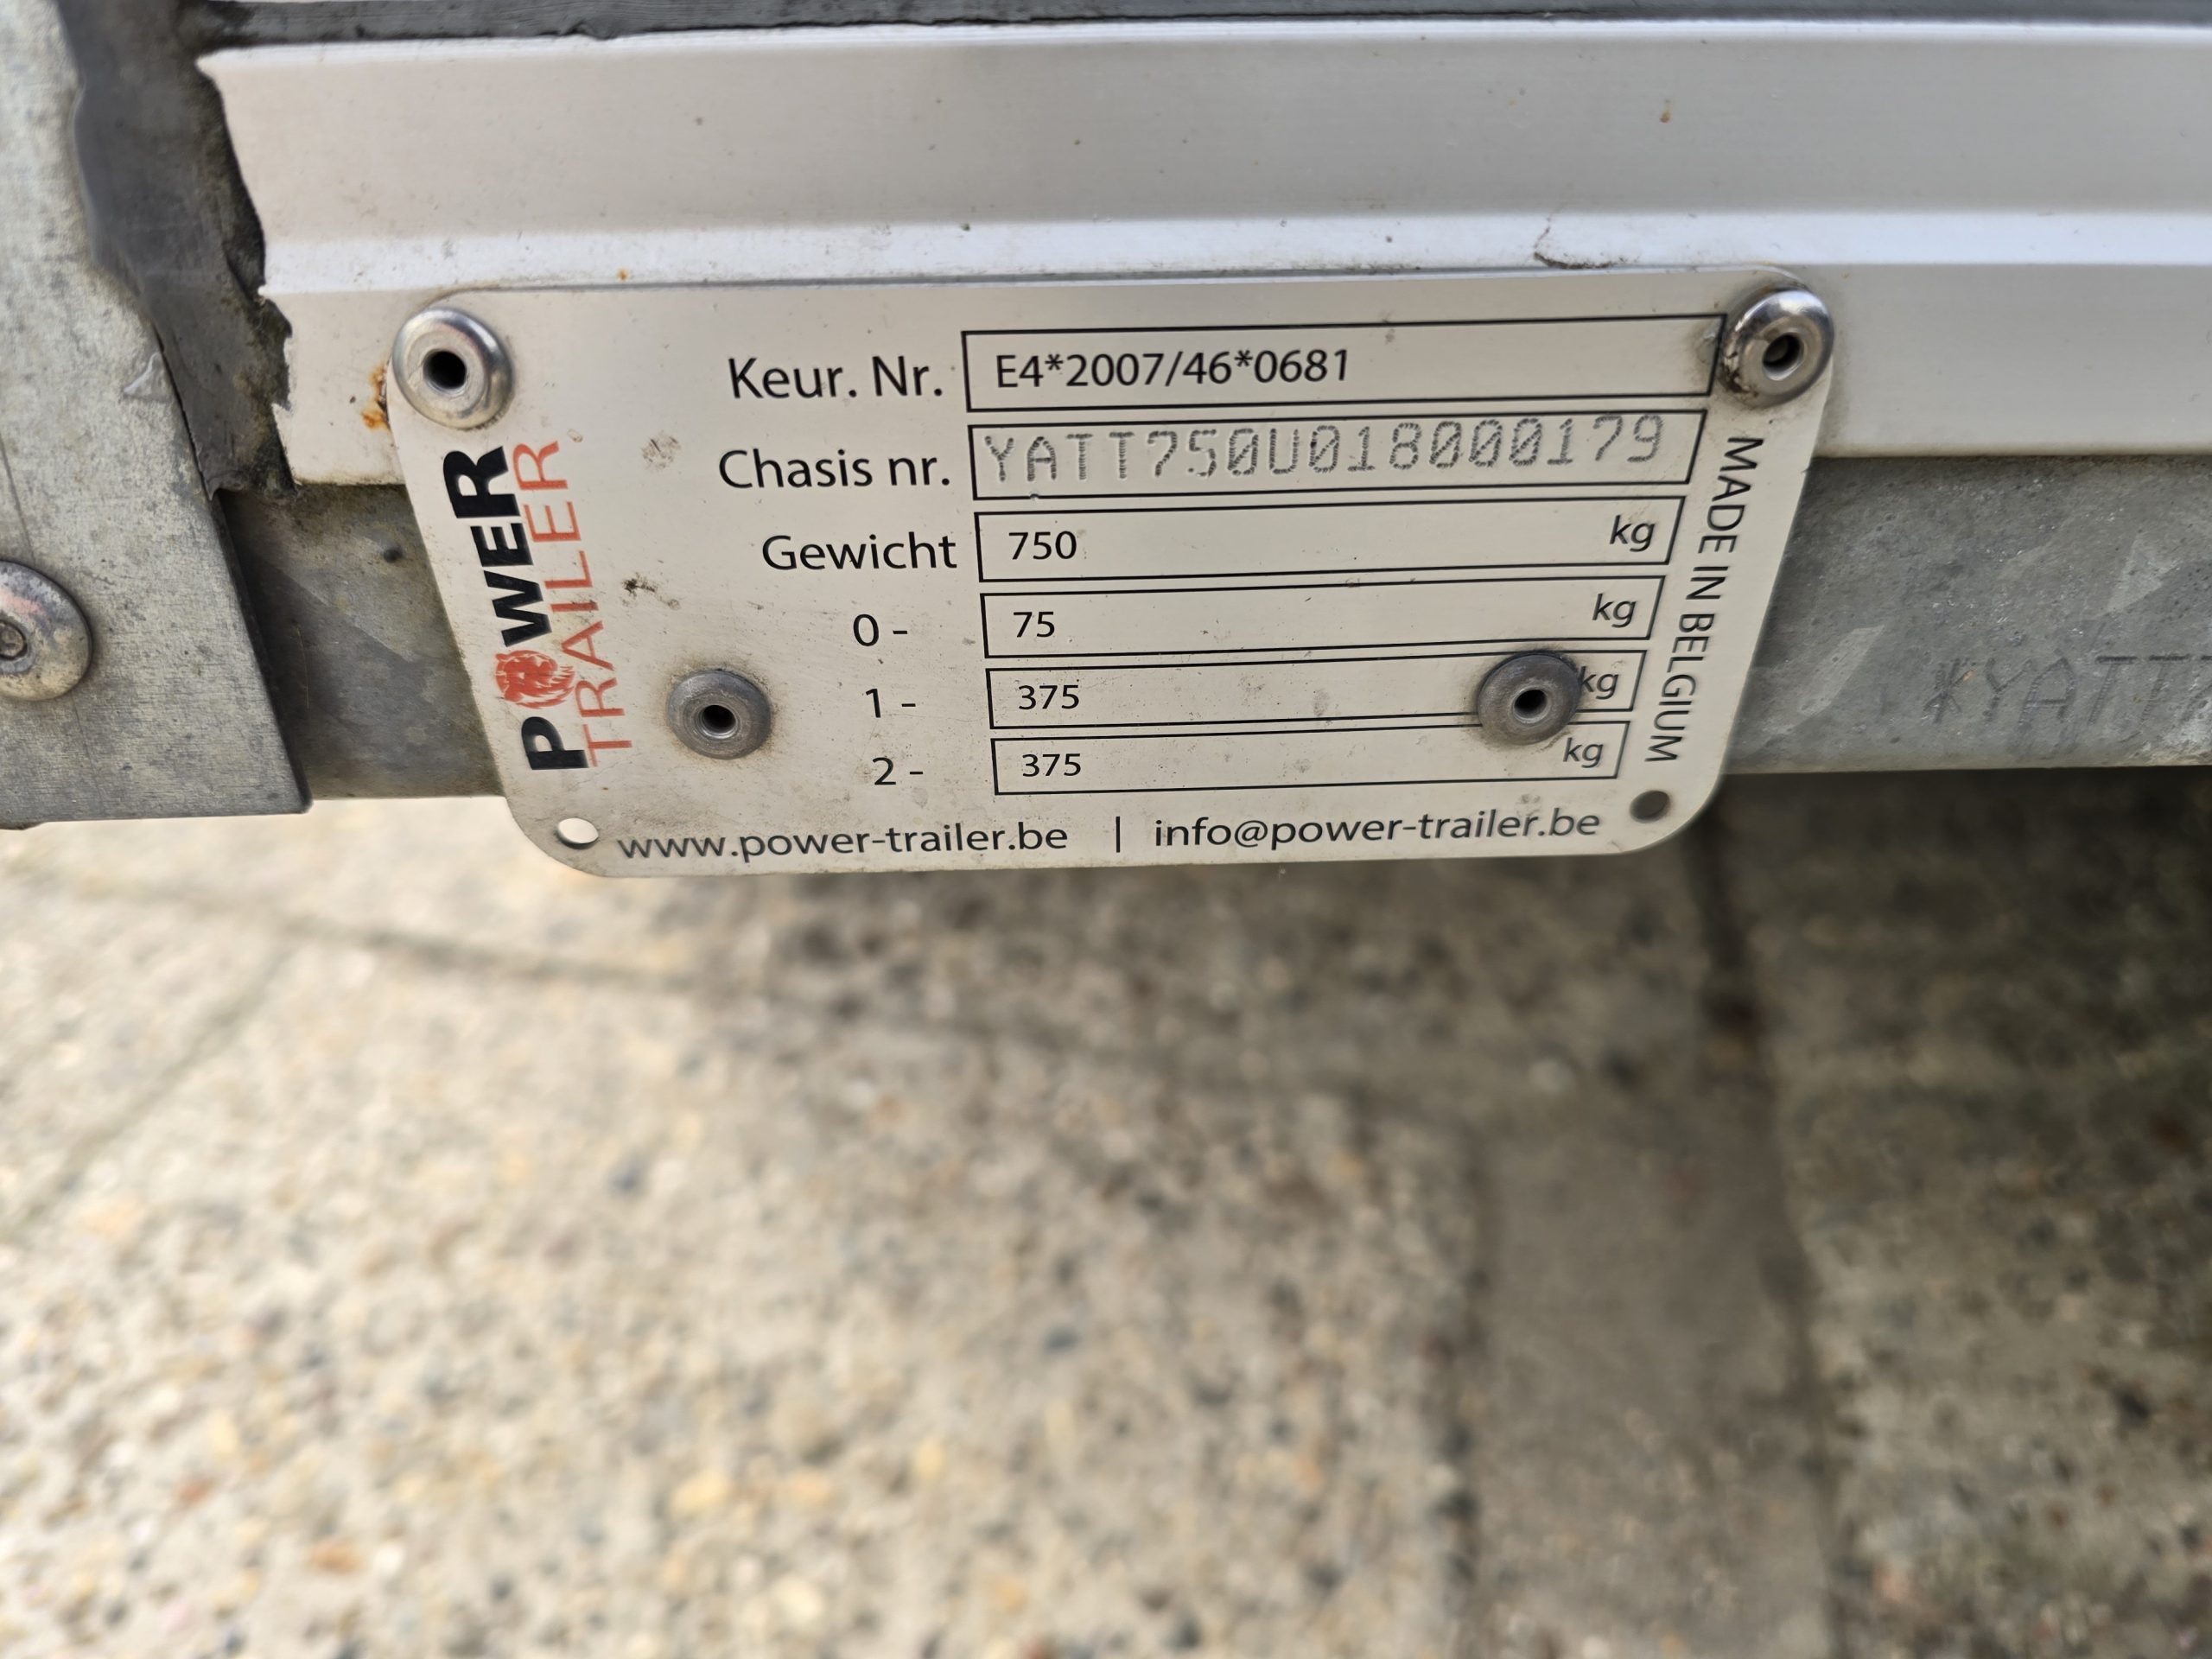 Keur. Nr. E4*2007/46*0681
Chasis nr. YATT750U018000179
Gewicht 750 kg
0 - 75 kg
1 - 375 kg
2 - 375 kg
www.power-trailer.be | info@power-trailer.be
POWER
TRAILER
MADE IN BELGIUM
*YATT